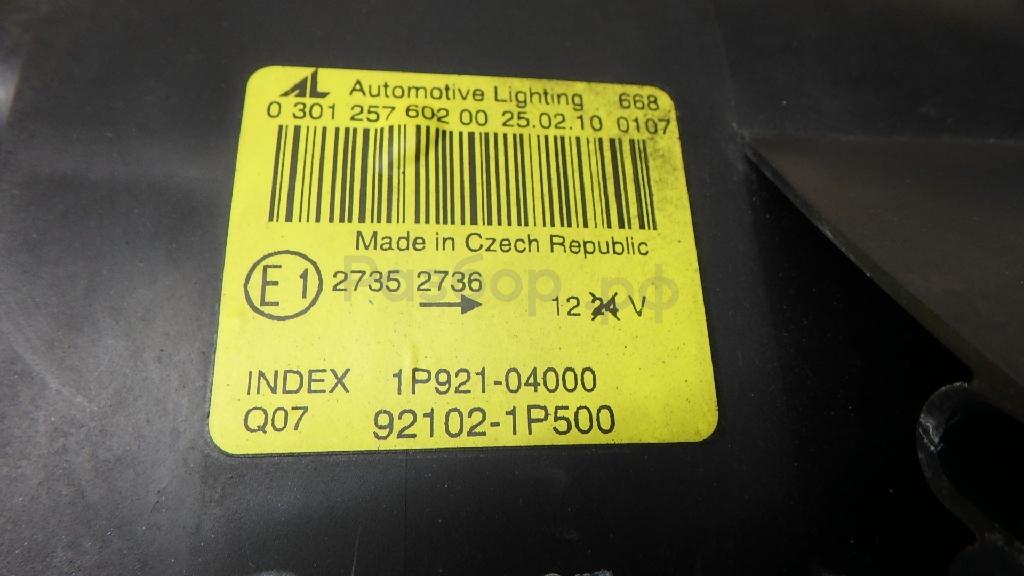 AL Automotive Lighting 668
0 301 257 602 00 25.02.10 0107
Made in Czech Republic
E1 2735 2736
Разбор.рф
12 24 V
INDEX 1P921-04000
Q07 92102-1P500